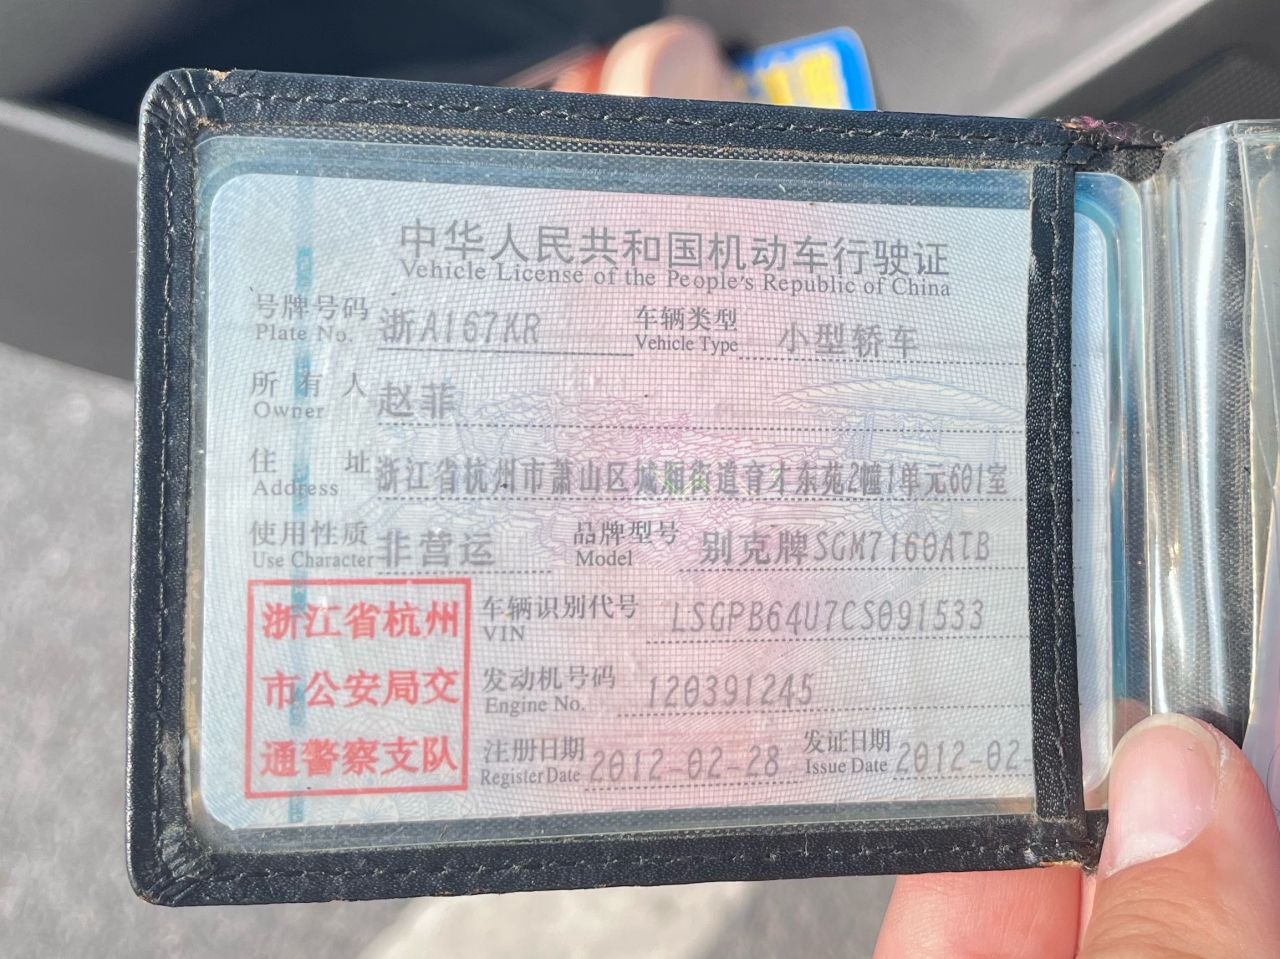 中华人民共和国机动车行驶证
Vehicle License of the People's Republic of China
号牌号码 浙A167KR 车辆类型 小型轿车
Plate No. Vehicle Type
所有人 赵菲
Owner
住址 浙江省杭州市萧山区城厢街道育才东苑2幢1单元601室
Address
使用性质 非营运 品牌型号 别克牌SGM7160ATB
Use Character Model
浙江省杭州
市公安局交
通警察支队
车辆识别代号 LSGPB64U7CS091533
VIN
发动机号码 120391245
Engine No.
注册日期 2012-02-28 发证日期 2012-02
Register Date Issue Date